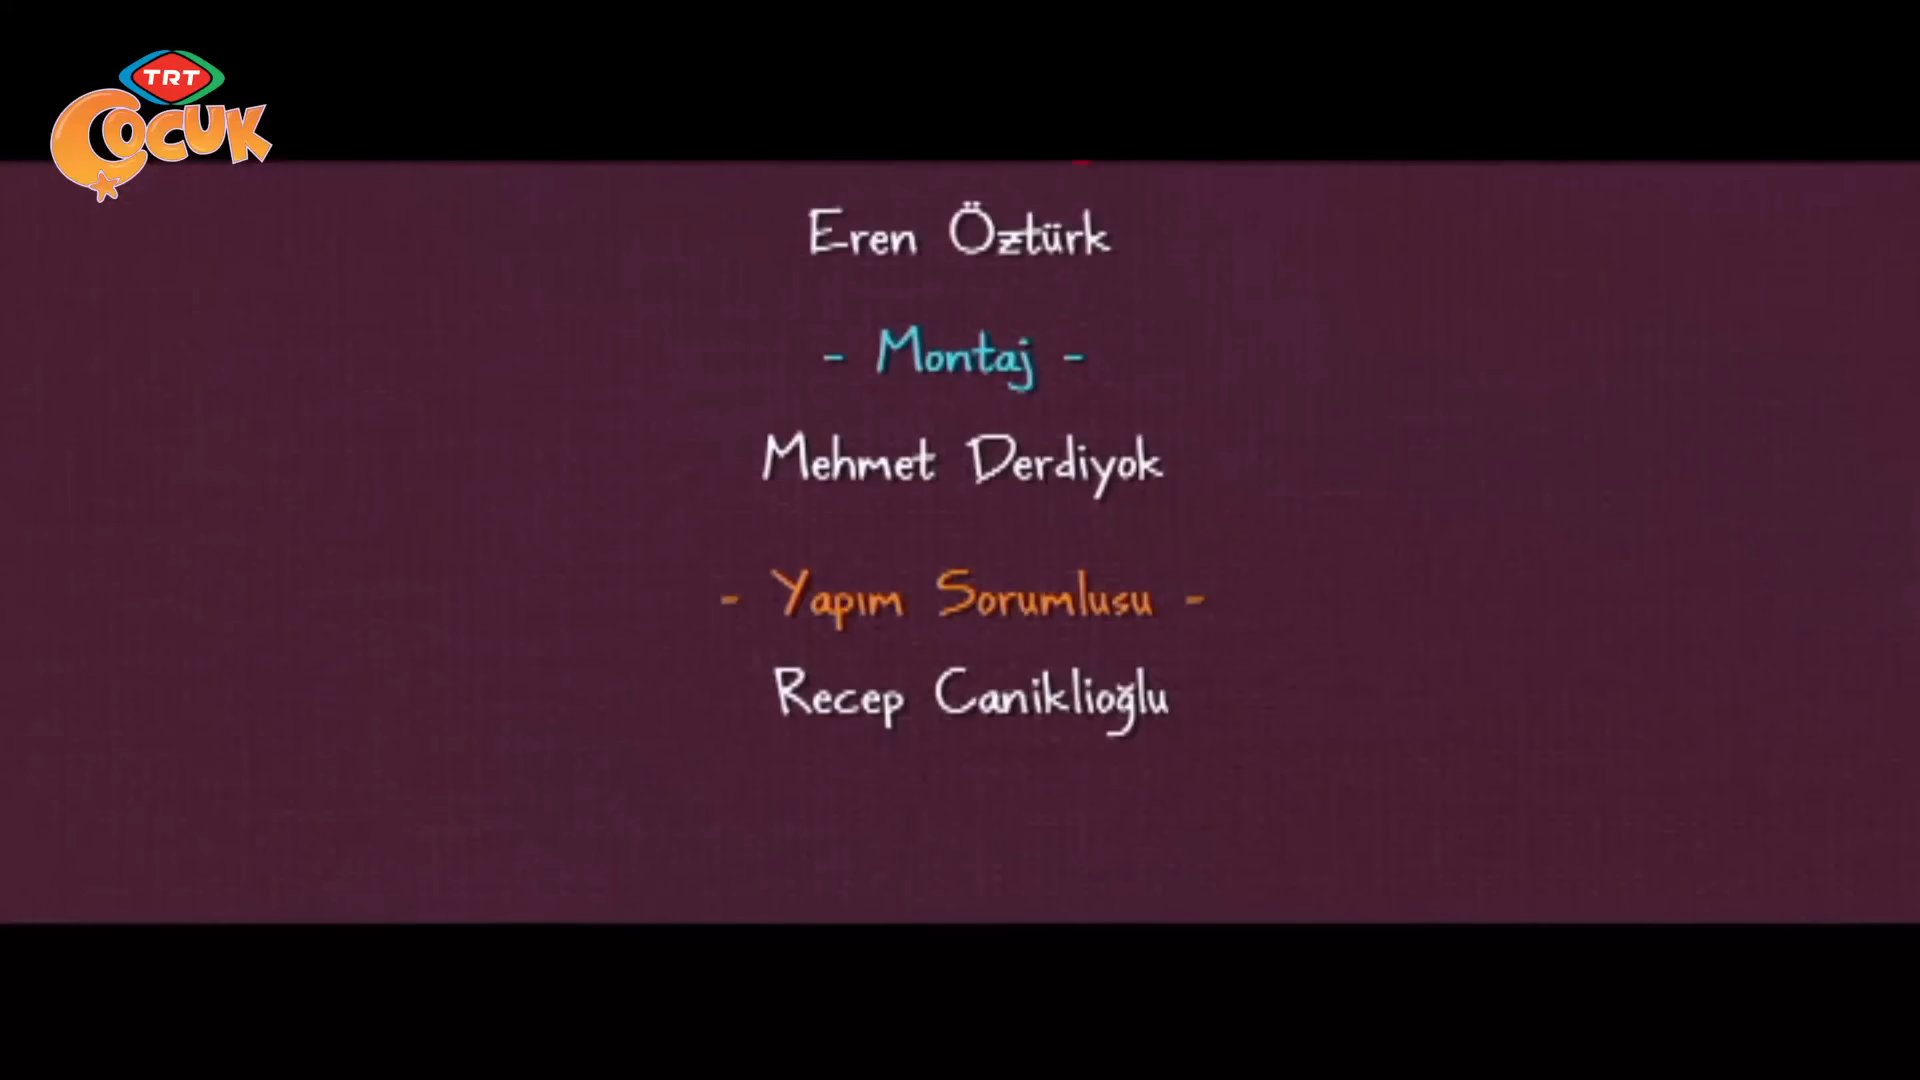 TRT
Çocuk
Eren Öztürk
- Montaj -
Mehmet Derdiyok
- Yapım Sorumlusu -
Recep Caniklioğlu